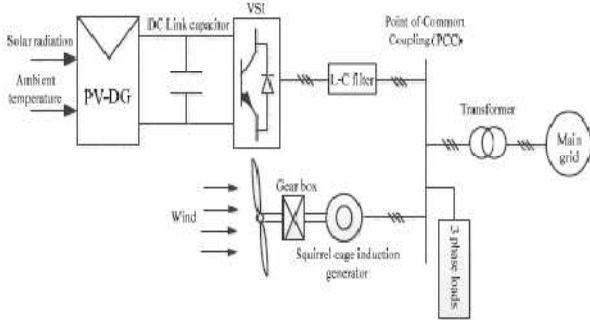 VSI
DC-Link capacitor
Point of Common
Coupling(PCC)
Solar radiation
L-C filter
Ambient
temperature
PV-DG
Transformer
Main
grid
Gear box
Wind
Squirrel-cage induction
generator
3 phase loads